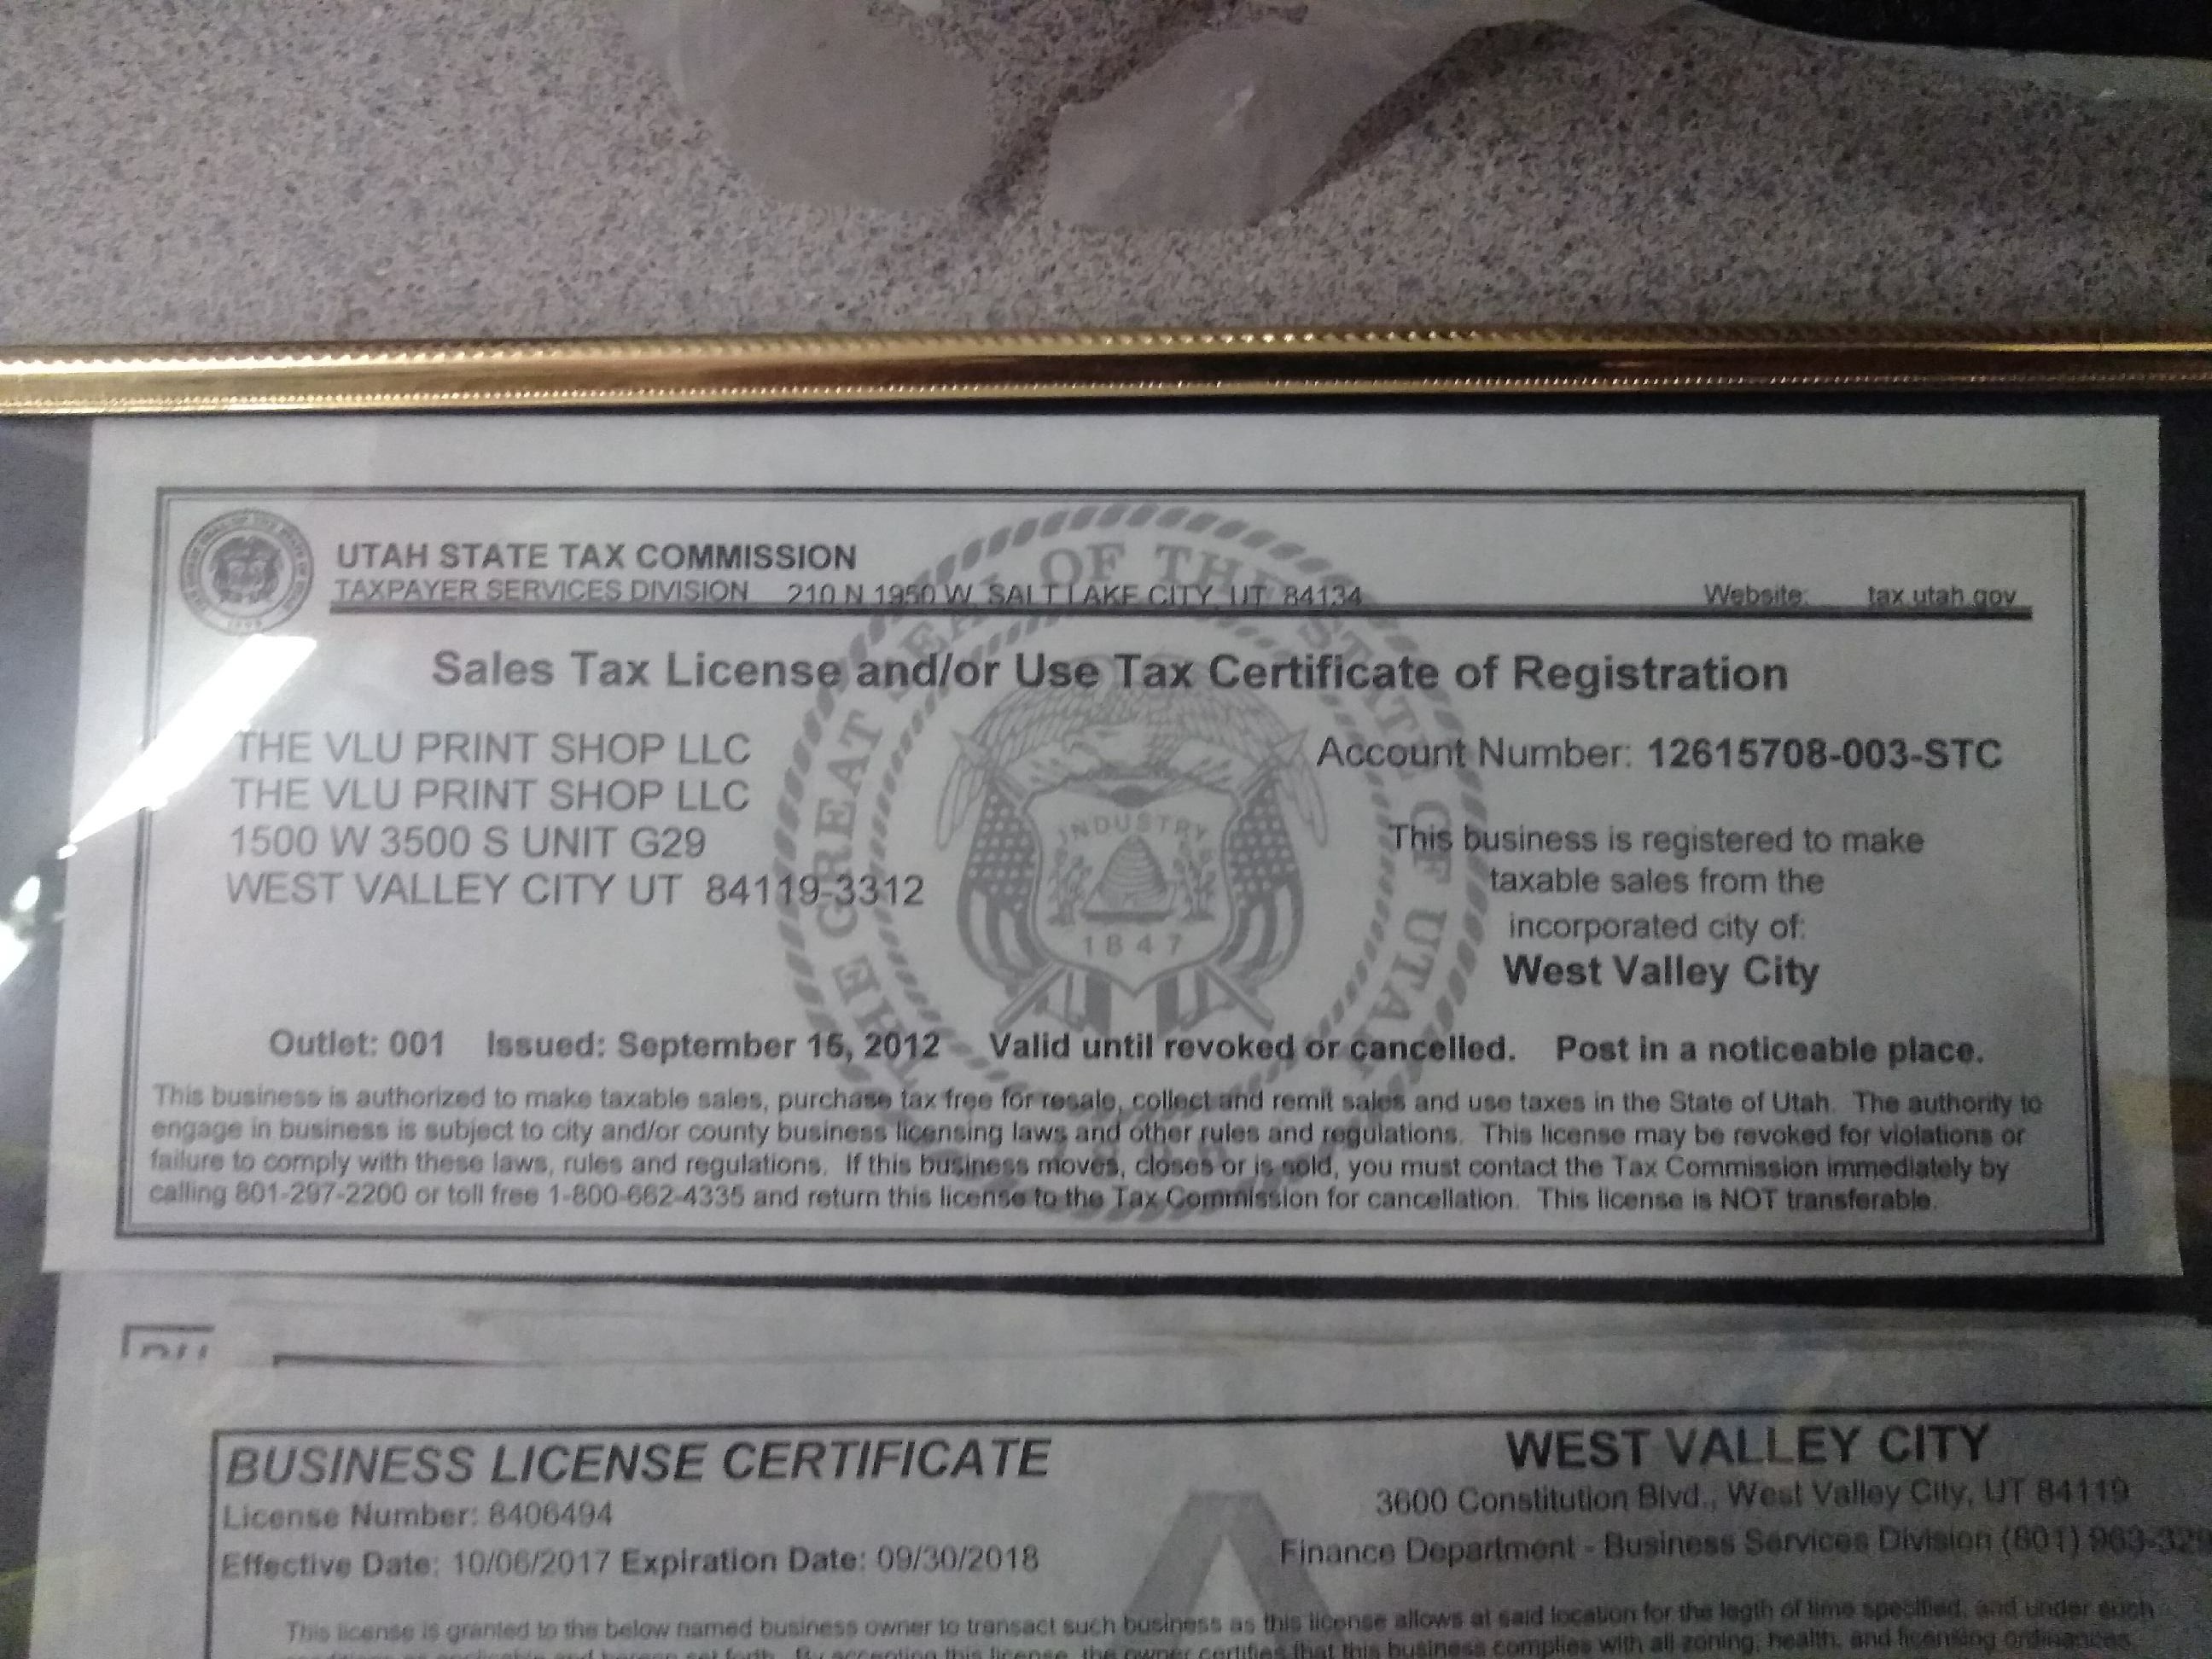 UTAH STATE TAX COMMISSION
TAXPAYER SERVICES DIVISION 210 N 1950 W, SALT LAKE CITY, UT 84134 Website: tax.utah.gov
Sales Tax License and/or Use Tax Certificate of Registration
THE VLU PRINT SHOP LLC
THE VLU PRINT SHOP LLC
1500 W 3500 S UNIT G29
WEST VALLEY CITY UT 84119-3312
Account Number: 12615708-003-STC
This business is registered to make
taxable sales from the
incorporated city of:
West Valley City
THE GREAT SEAL OF THE STATE OF UTAH
INDUSTRY
1847
Outlet: 001 Issued: September 15, 2012 Valid until revoked or cancelled. Post in a noticeable place.
This business is authorized to make taxable sales, purchase tax free for resale, collect and remit sales and use taxes in the State of Utah. The authority to
engage in business is subject to city and/or county business licensing laws and other rules and regulations. This license may be revoked for violations or
failure to comply with these laws, rules and regulations. If this business moves, closes or is sold, you must contact the Tax Commission immediately by
calling 801-297-2200 or toll free 1-800-662-4335 and return this license to the Tax Commission for cancellation. This license is NOT transferable.
BUSINESS LICENSE CERTIFICATE
License Number: 8406494
Effective Date: 10/06/2017 Expiration Date: 09/30/2018
WEST VALLEY CITY
3600 Constitution Blvd., West Valley City, UT 84119
Finance Department - Business Services Division (801) 963-329
This license is granted to the below named business owner to transact such business as this license allows at said location for the legth of time specified, and under such
By accepting this license, the owner certifies that this business complies with all zoning, health, and licensing ordinances